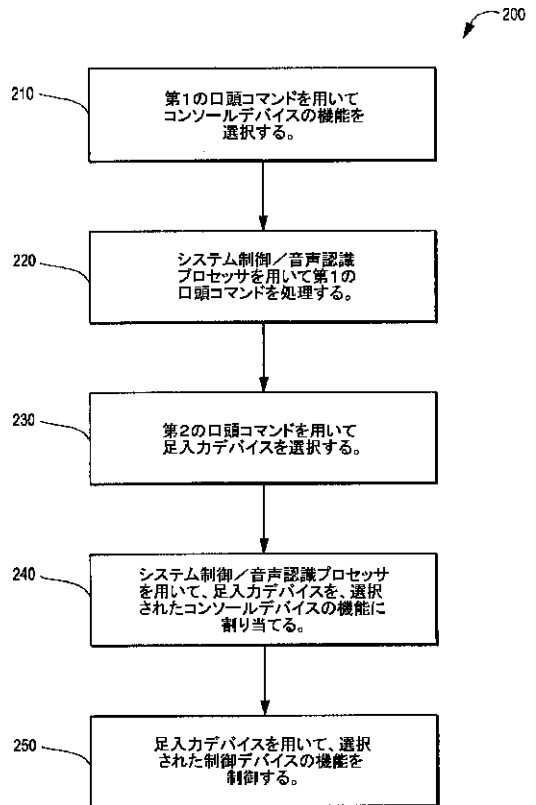 200
210
第1の口頭コマンドを用いて
コンソールデバイスの機能を
選択する。
220
システム制御／音声認識
プロセッサを用いて第1の
口頭コマンドを処理する。
230
第2の口頭コマンドを用いて
足入力デバイスを選択する。
240
システム制御／音声認識プロセッサ
を用いて、足入力デバイスを、選択
されたコンソールデバイスの機能に
割り当てる。
250
足入力デバイスを用いて、選択
された制御デバイスの機能を
制御する。